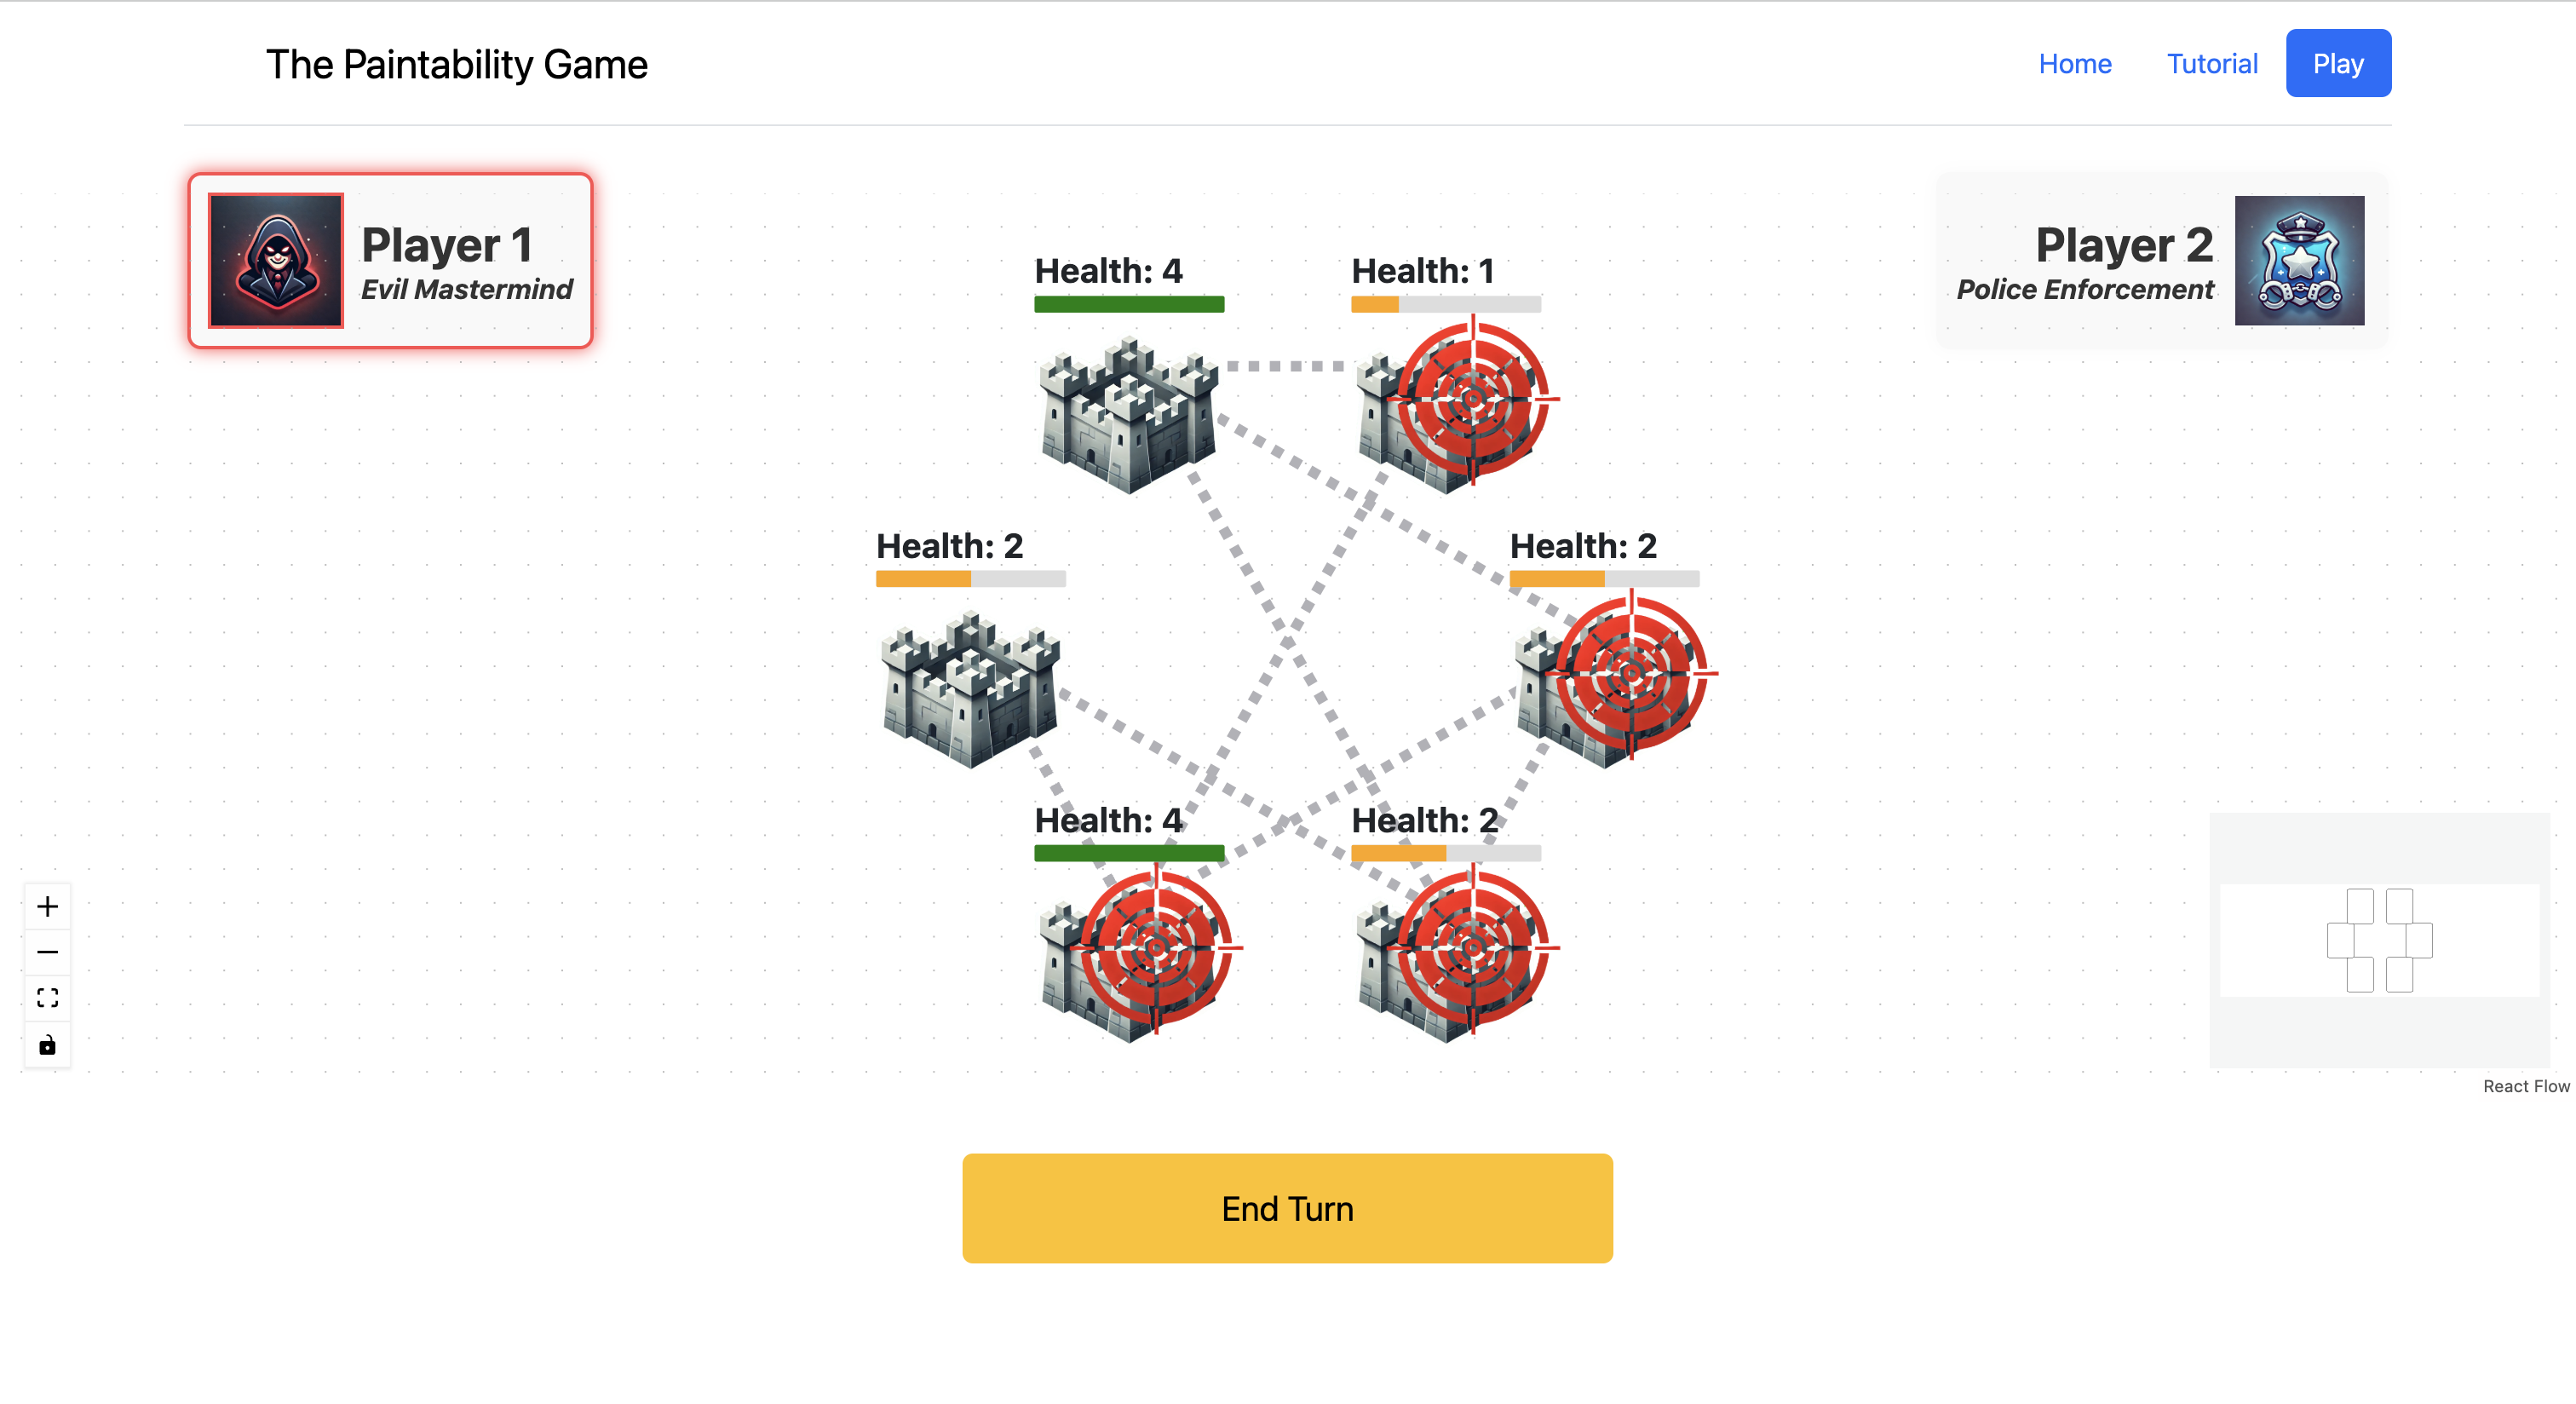 The Paintability Game
Home
Tutorial
Play
Player 1
Evil Mastermind
Player 2
Police Enforcement
Health: 4
Health: 1
Health: 2
Health: 2
Health: 4
Health: 2
React Flow
End Turn